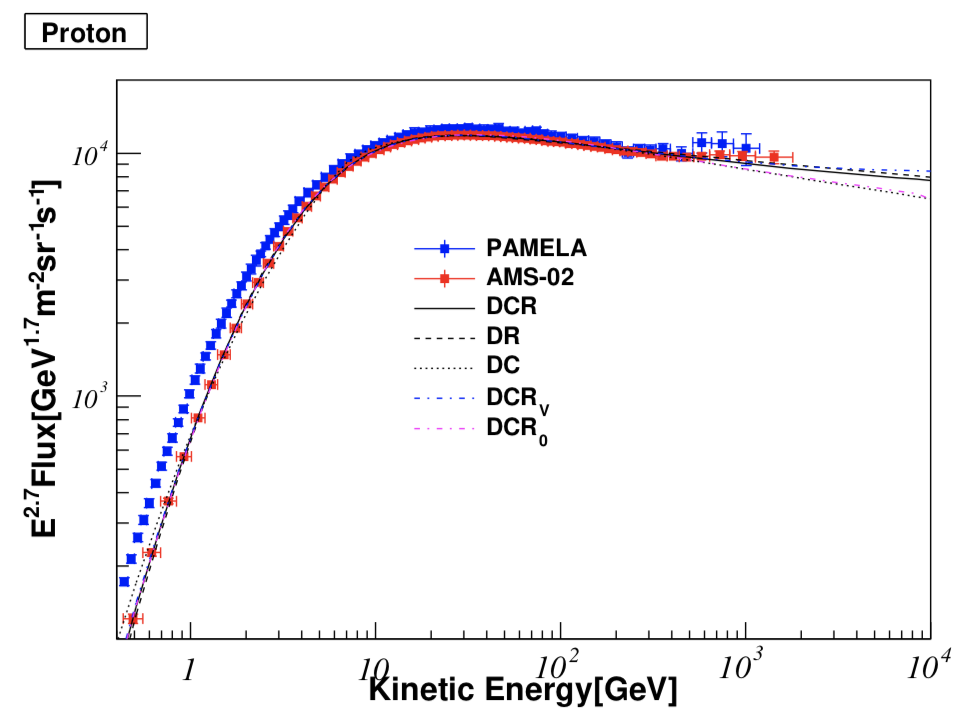 Proton
10^4
10^3
E^2.7Flux[GeV^1.7m^-2sr^-1s^-1]
PAMELA
AMS-02
DCR
DR
DC
DCR_V
DCR_0
1 10 10^2 10^3 10^4
Kinetic Energy[GeV]